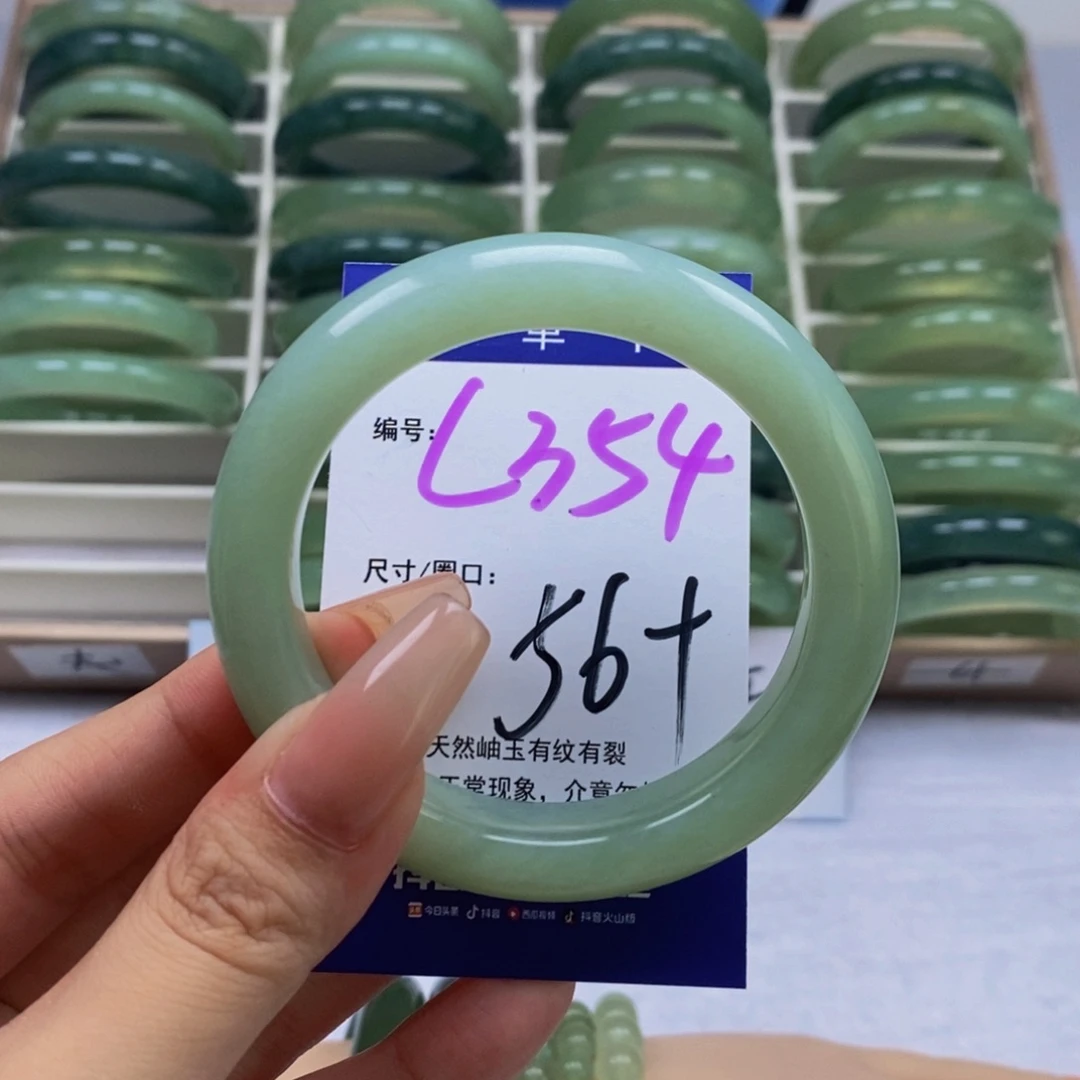 编号: L354
尺寸/圈口:
56+
天然岫玉有纹有裂
正常现象，介意勿
今日头条 抖音 西瓜视频 抖音火山版